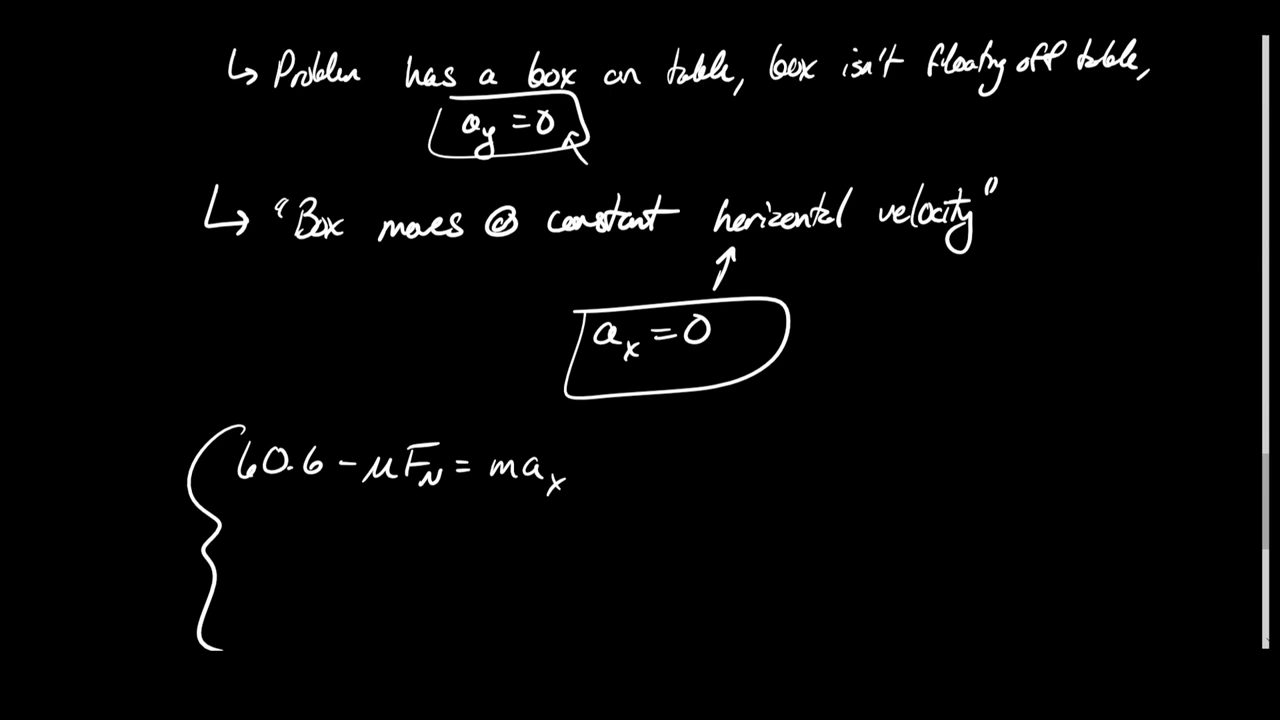 ↳ Problem has a box on table, box isn't floating off table,
a_y = 0
↳ "Box moves @ constant horizontal velocity"
a_x = 0
60.6 - μF_N = ma_x